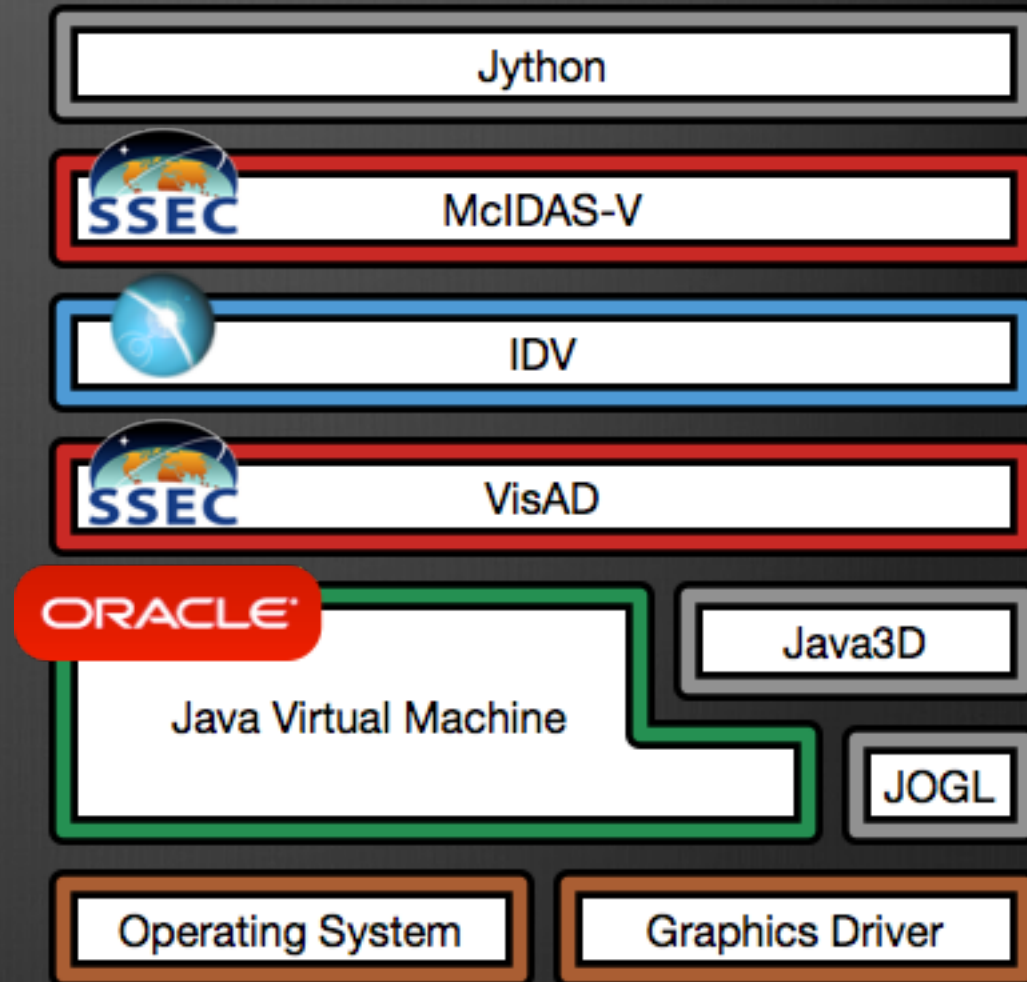 Jython
SSEC
McIDAS-V
IDV
SSEC
VisAD
ORACLE
Java3D
Java Virtual Machine
JOGL
Operating System
Graphics Driver